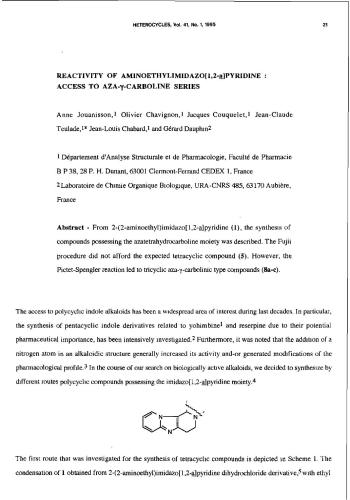 HETEROCYCLES, Vol. 41, No. 1, 1995 21
REACTIVITY OF AMINOETHYLIMIDAZO[1,2-a]PYRIDINE :
ACCESS TO AZA-γ-CARBOLINE SERIES
Anne Jouanisson,1 Olivier Chavignon,1 Jacques Couquelet,1 Jean-Claude
Teulade,1* Jean-Louis Chabard,1 and Gérard Dauphin2
1 Département d'Analyse Structurale et de Pharmacologie, Faculté de Pharmacie
B P 38, 28 P. H. Dunant, 63001 Clermont-Ferrand CEDEX 1, France
2 Laboratoire de Chimie Organique Biologique, URA-CNRS 485, 63170 Aubière,
France
Abstract - From 2-(2-aminoethyl)imidazo[1,2-a]pyridine (1), the synthesis of
compounds possessing the azatetrahydrocarboline moiety was described. The Fujii
procedure did not afford the expected tetracyclic compound (5). However, the
Pictet-Spengler reaction led to tricyclic aza-γ-carbolinic type compounds (8a-c).
The access to polycyclic indole alkaloids has been a widespread area of interest during last decades. In particular,
the synthesis of pentacyclic indole derivatives related to yohimbine1 and reserpine due to their potential
pharmaceutical importance, has been intensively investigated.2 Furthermore, it was noted that the addition of a
nitrogen atom in an alkaloidic structure generally increased its activity and-or generated modifications of the
pharmacological profile.3 In the course of our search on biologically active alkaloids, we decided to synthesize by
different routes polycyclic compounds possessing the imidazo[1,2-a]pyridine moiety.4
N
N
N
The first route that was investigated for the synthesis of tetracyclic compounds is depicted in Scheme 1. The
condensation of 1 obtained from 2-(2-aminoethyl)imidazo[1,2-a]pyridine dihydrochloride derivative,5 with ethyl